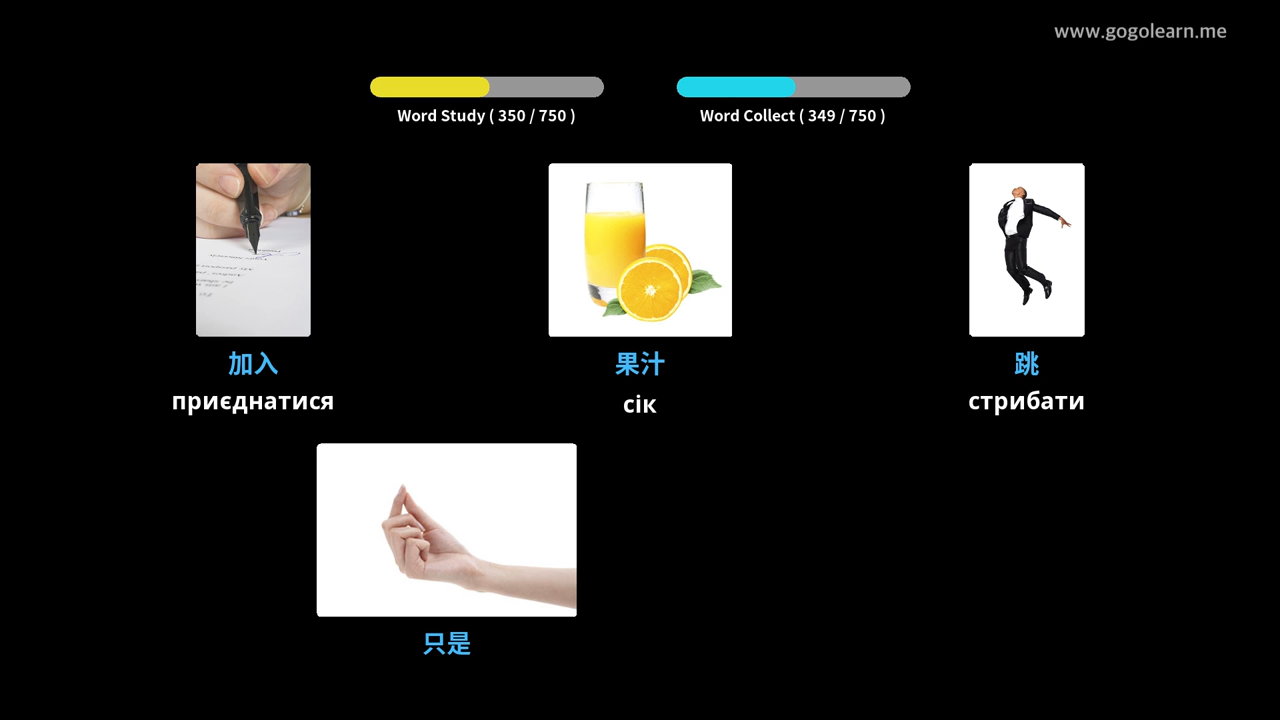 www.gogolearn.me
Word Study ( 350 / 750 )
Word Collect ( 349 / 750 )
加入
果汁
跳
приєднатися
сік
стрибати
只是